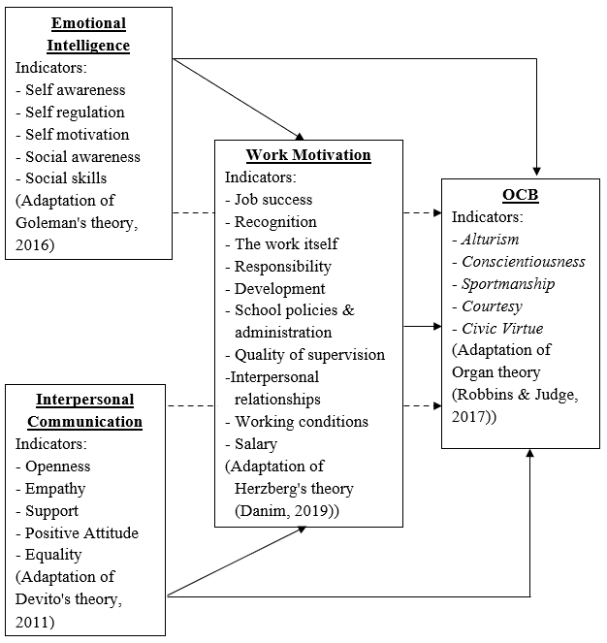 Emotional
Intelligence
Indicators:
- Self awareness
- Self regulation
- Self motivation
- Social awareness
- Social skills
(Adaptation of
Goleman's theory,
2016)
Work Motivation
Indicators:
- Job success
- Recognition
- The work itself
- Responsibility
- Development
- School policies &
administration
- Quality of supervision
-Interpersonal
relationships
- Working conditions
- Salary
(Adaptation of
Herzberg's theory
(Danim, 2019))
OCB
Indicators:
- Alturism
- Conscientiousness
- Sportmanship
- Courtesy
- Civic Virtue
(Adaptation of
Organ theory
(Robbins & Judge,
2017))
Interpersonal
Communication
Indicators:
- Openness
- Empathy
- Support
- Positive Attitude
- Equality
(Adaptation of
Devito's theory,
2011)